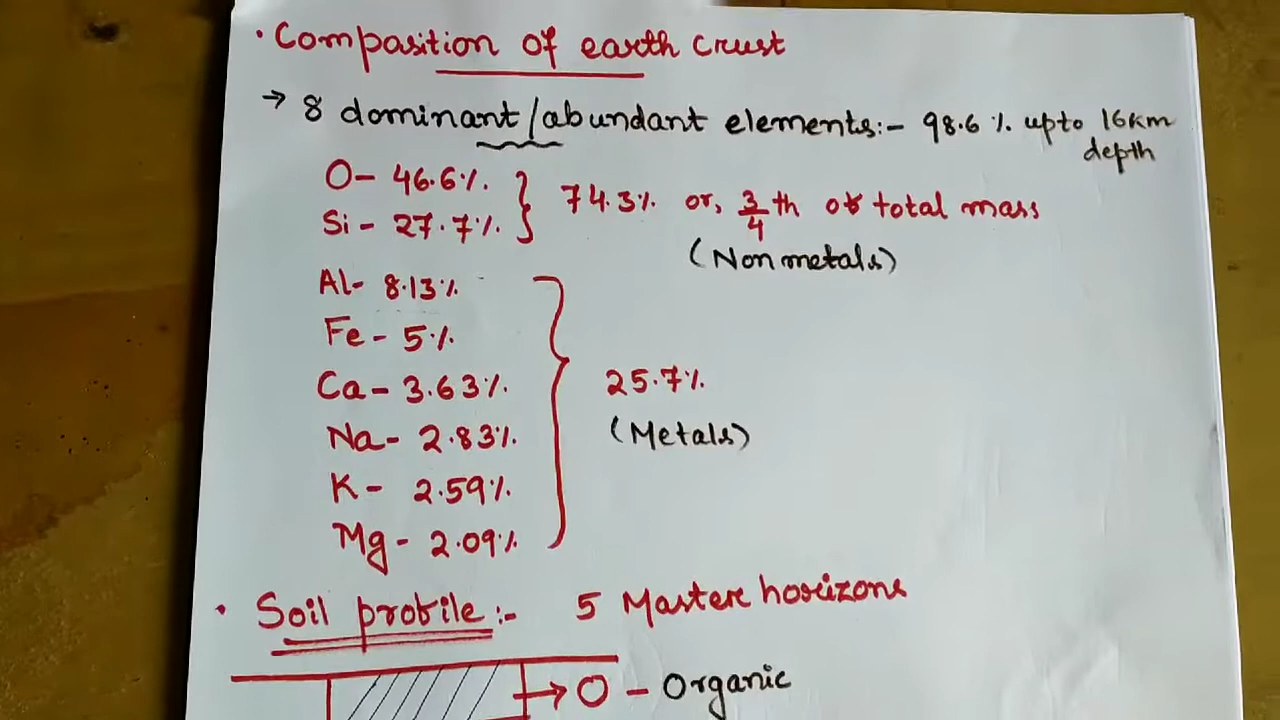 • Composition of earth crust
→ 8 dominant/abundant elements:- 98.6% upto 16km depth
O- 46.6% } 74.3% or, 3/4 th of total mass
Si - 27.7%
(Non metals)
Al- 8.13%
Fe - 5%
Ca - 3.63% } 25.7%
Na- 2.83% (Metals)
K - 2.59%
Mg - 2.09%
• Soil profile:- 5 Master horizons
→ O - Organic